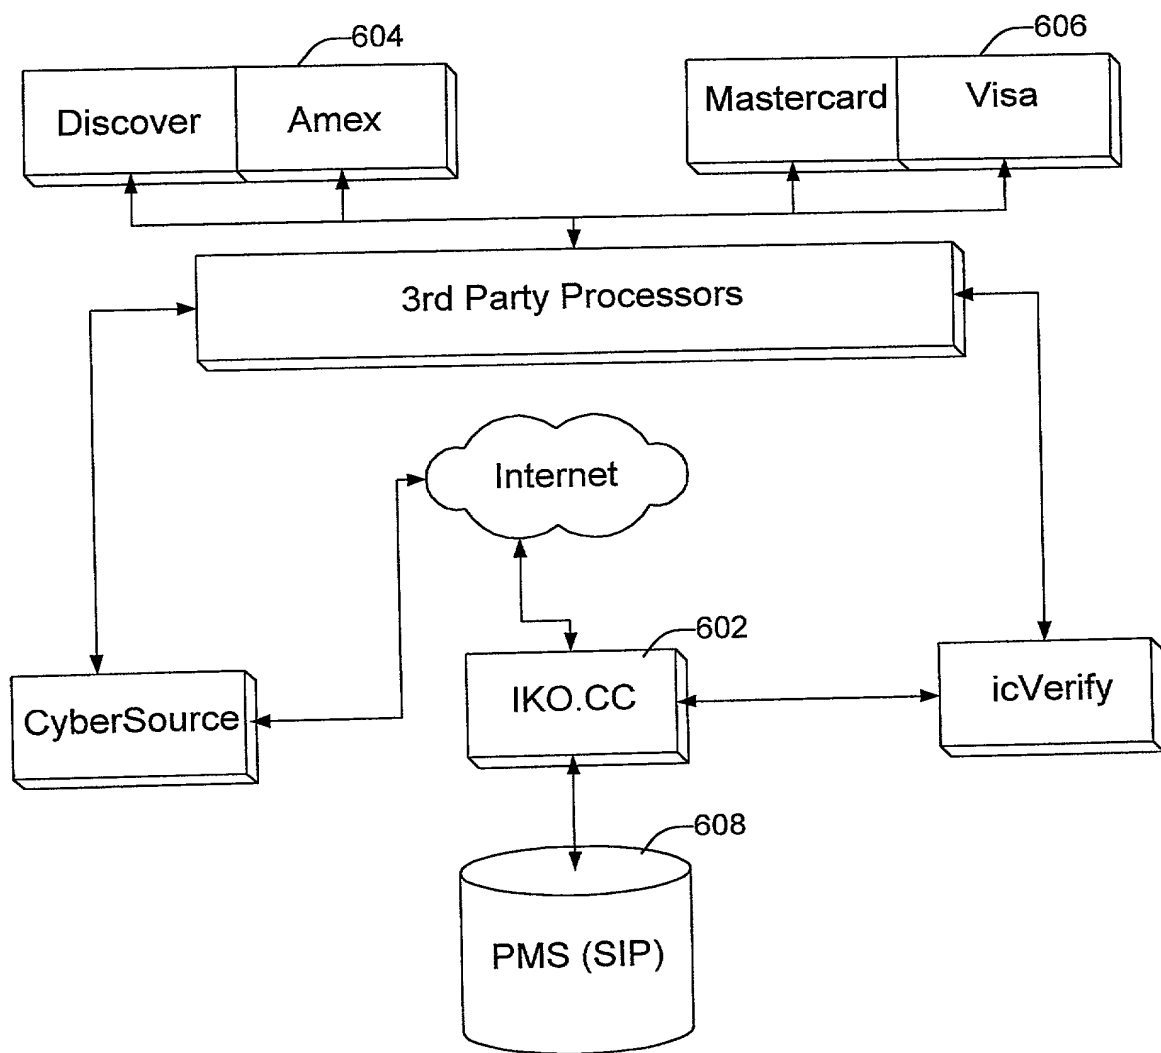 604
606
Discover
Amex
Mastercard
Visa
3rd Party Processors
Internet
602
CyberSource
IKO.CC
icVerify
608
PMS (SIP)